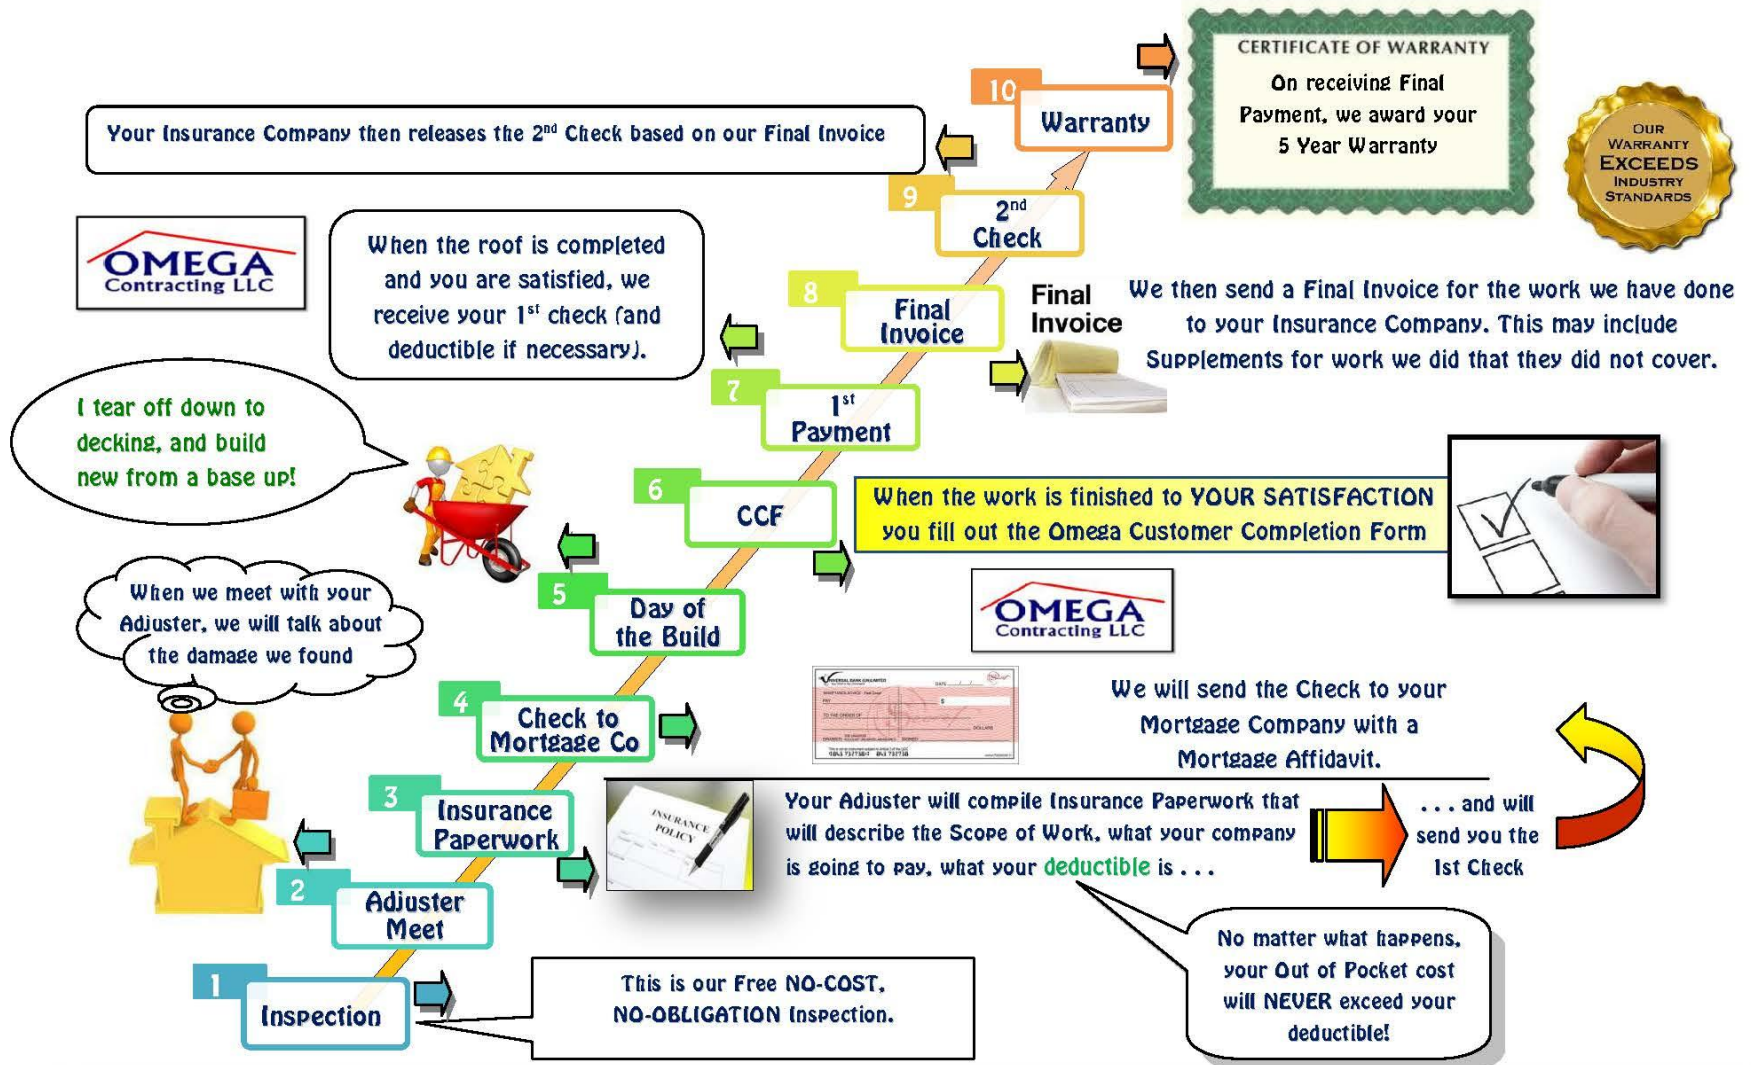 CERTIFICATE OF WARRANTY
On receiving Final
Payment, we award your
5 Year Warranty
OUR
WARRANTY
EXCEEDS
INDUSTRY
STANDARDS
10
Warranty
Your Insurance Company then releases the 2nd Check based on our Final Invoice
9
2nd
Check
OMEGA
Contracting LLC
When the roof is completed
and you are satisfied, we
receive your 1st check (and
deductible if necessary).
8
Final
Invoice
Final
Invoice
We then send a Final Invoice for the work we have done
to your Insurance Company. This may include
Supplements for work we did that they did not cover.
7
1st
Payment
I tear off down to
decking, and build
new from a base up!
6
CCF
When the work is finished to YOUR SATISFACTION
you fill out the Omega Customer Completion Form
5
Day of
the Build
OMEGA
Contracting LLC
When we meet with your
Adjuster, we will talk about
the damage we found
4
Check to
Mortgage Co
DATE
PAY
$
TO THE ORDER OF
DOLLARS
We will send the Check to your
Mortgage Company with a
Mortgage Affidavit.
3
Insurance
Paperwork
INSURANCE
POLICY
Your Adjuster will compile Insurance Paperwork that
will describe the Scope of Work, what your company
is going to pay, what your deductible is . . .
. . . and will
send you the
1st Check
2
Adjuster
Meet
No matter what happens,
your Out of Pocket cost
will NEVER exceed your
deductible!
1
Inspection
This is our Free NO-COST,
NO-OBLIGATION Inspection.